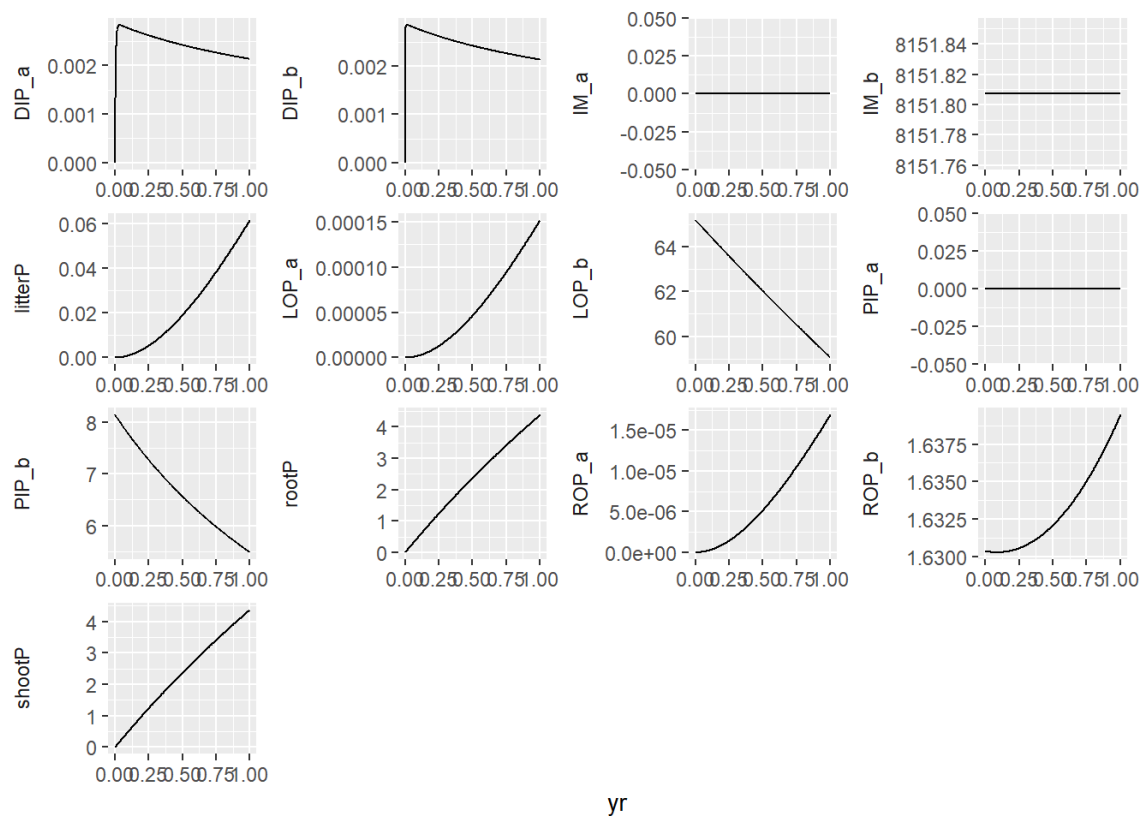 DIP_a
0.002
0.001
0.000
0.00 0.25 0.50 0.75 1.00
DIP_b
0.002
0.001
0.000
0.00 0.25 0.50 0.75 1.00
IM_a
0.050
0.025
0.000
-0.025
-0.050
0.00 0.25 0.50 0.75 1.00
IM_b
8151.84
8151.82
8151.80
8151.78
8151.76
0.00 0.25 0.50 0.75 1.00
litterP
0.06
0.04
0.02
0.00
0.00 0.25 0.50 0.75 1.00
LOP_a
0.00015
0.00010
0.00005
0.00000
0.00 0.25 0.50 0.75 1.00
LOP_b
64
62
60
0.00 0.25 0.50 0.75 1.00
PIP_a
0.050
0.025
0.000
-0.025
-0.050
0.00 0.25 0.50 0.75 1.00
PIP_b
8
7
6
0.00 0.25 0.50 0.75 1.00
rootP
4
3
2
1
0
0.00 0.25 0.50 0.75 1.00
ROP_a
1.5e-05
1.0e-05
5.0e-06
0.0e+00
0.00 0.25 0.50 0.75 1.00
ROP_b
1.6375
1.6350
1.6325
1.6300
0.00 0.25 0.50 0.75 1.00
shootP
4
3
2
1
0
0.00 0.25 0.50 0.75 1.00
yr